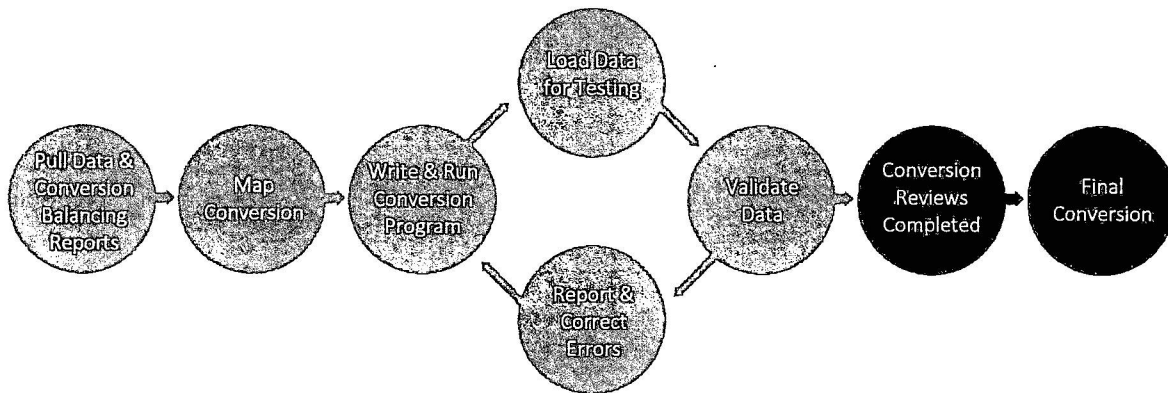 Pull Data &
Conversion
Balancing
Reports
Map
Conversion
Write & Run
Conversion
Program
Load Data
for Testing
Validate
Data
Report &
Correct
Errors
Conversion
Reviews
Completed
Final
Conversion